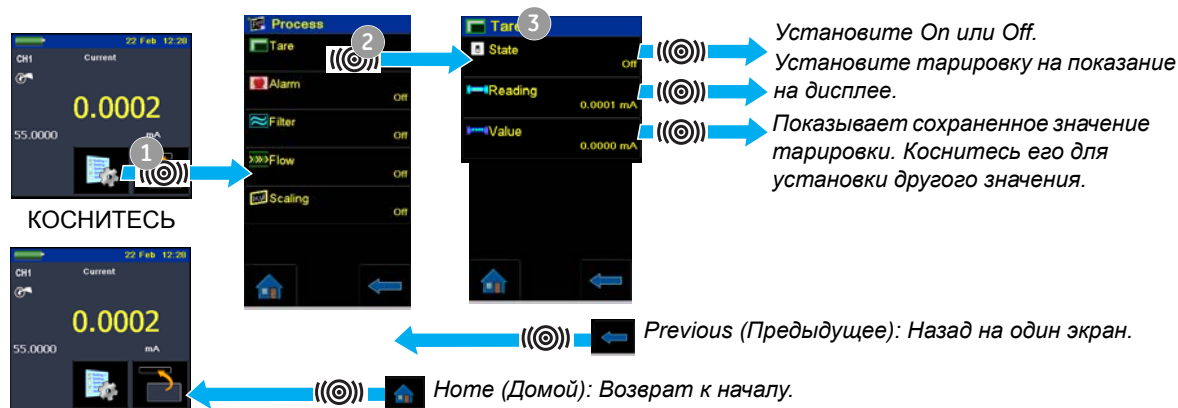 22 Feb 12:20
CH1 Current
0.0002
55.0000 mA
1
КОСНИТЕСЬ
Process
Tare
2
Alarm
Off
Filter
Off
Flow
Off
Scaling
Off
Tare
3
State
Off
Reading
0.0001 mA
Value
0.0000 mA
Установите On или Off.
Установите тарировку на показание
на дисплее.
Показывает сохраненное значение
тарировки. Коснитесь его для
установки другого значения.
22 Feb 12:20
CH1 Current
0.0002
55.0000 mA
Previous (Предыдущее): Назад на один экран.
Home (Домой): Возврат к началу.